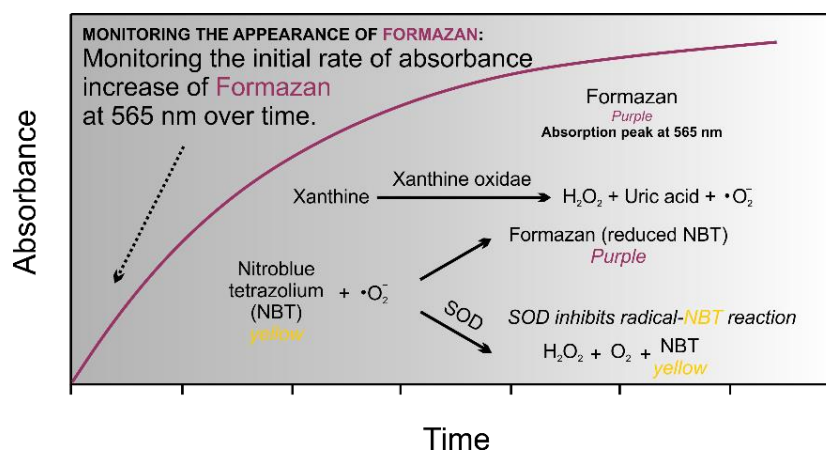 MONITORING THE APPEARANCE OF FORMAZAN:
Monitoring the initial rate of absorbance
increase of Formazan
at 565 nm over time.
Formazan
Purple
Absorption peak at 565 nm
Xanthine
Xanthine oxidae
H₂O₂ + Uric acid + •O₂⁻
Formazan (reduced NBT)
Purple
Nitroblue
tetrazolium
(NBT)
yellow
+ •O₂⁻
SOD
SOD inhibits radical-NBT reaction
H₂O₂ + O₂ + NBT
yellow
Absorbance
Time